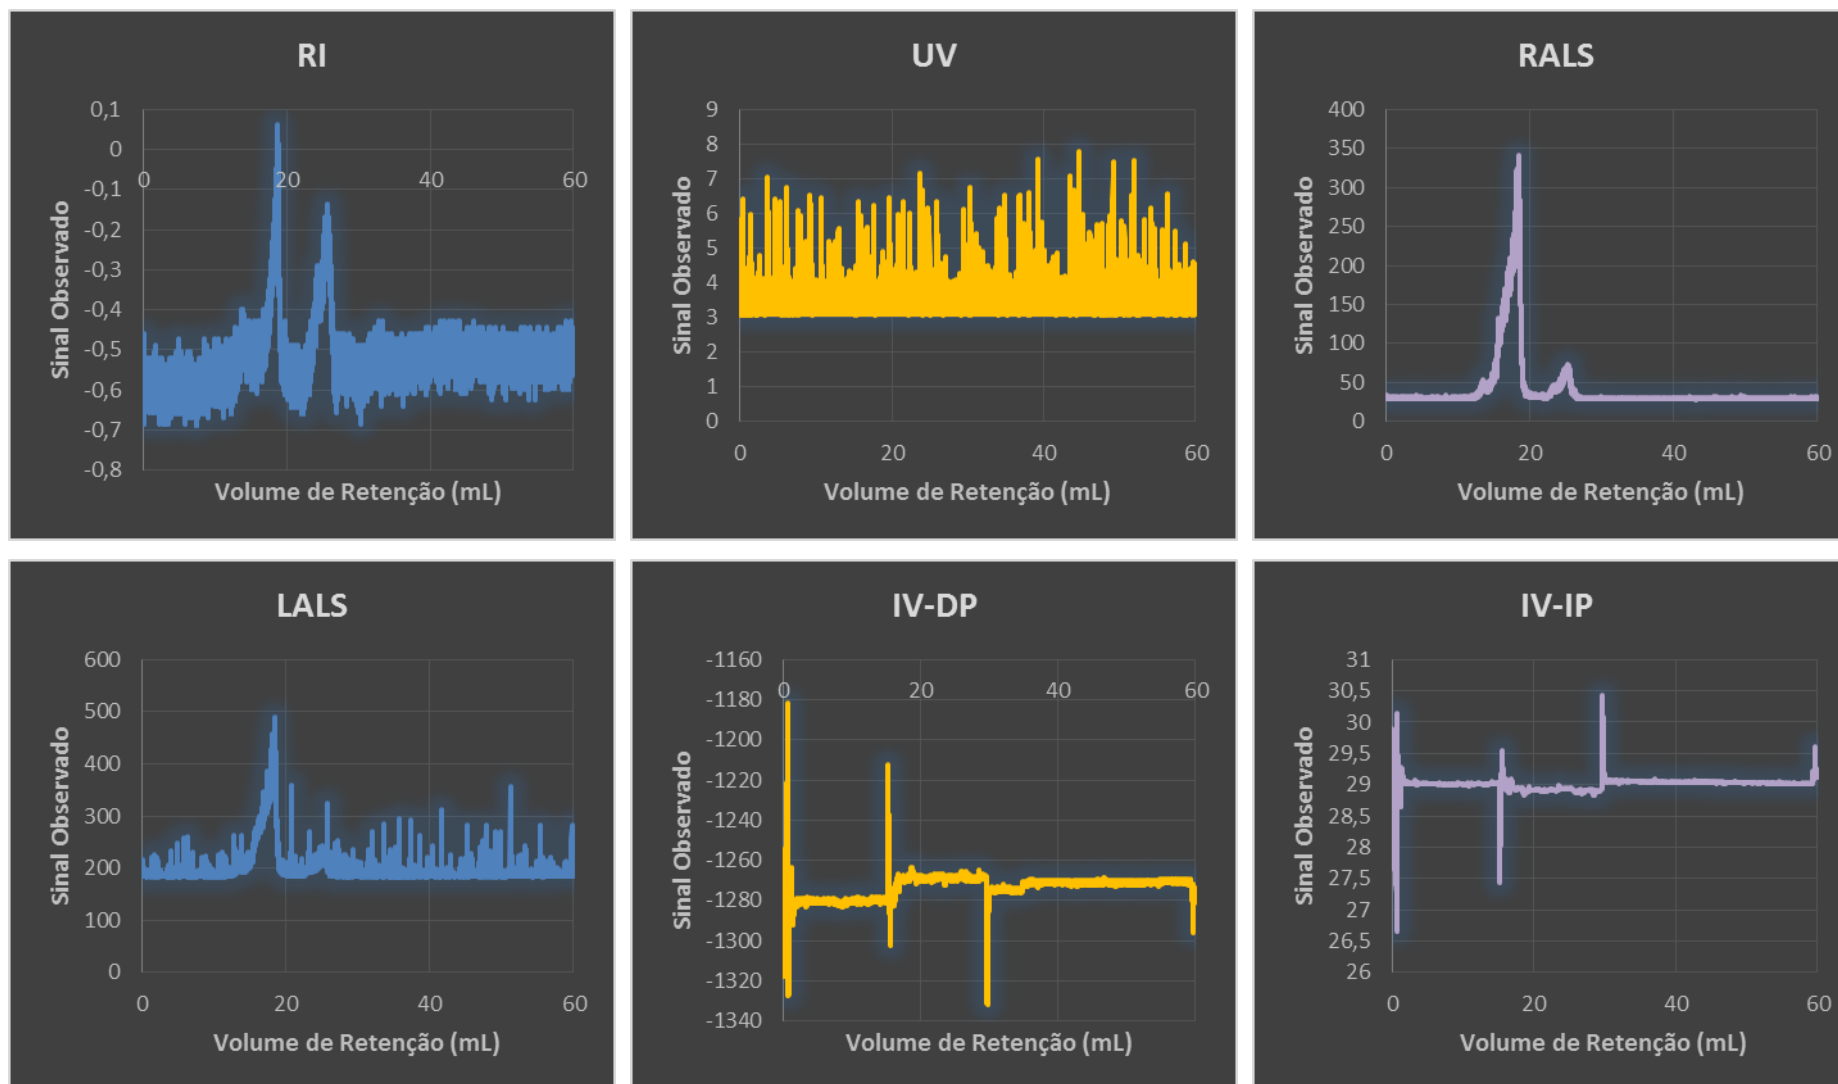 RI
0,1
0
-0,1
-0,2
-0,3
-0,4
-0,5
-0,6
-0,7
-0,8
0 20 40 60
Sinal Observado
Volume de Retenção (mL)
UV
9
8
7
6
5
4
3
2
1
0
0 20 40 60
Sinal Observado
Volume de Retenção (mL)
RALS
400
350
300
250
200
150
100
50
0
0 20 40 60
Sinal Observado
Volume de Retenção (mL)
LALS
600
500
400
300
200
100
0
0 20 40 60
Sinal Observado
Volume de Retenção (mL)
IV-DP
-1160
-1180
-1200
-1220
-1240
-1260
-1280
-1300
-1320
-1340
0 20 40 60
Sinal Observado
Volume de Retenção (mL)
IV-IP
31
30,5
30
29,5
29
28,5
28
27,5
27
26,5
26
0 20 40 60
Sinal Observado
Volume de Retenção (mL)